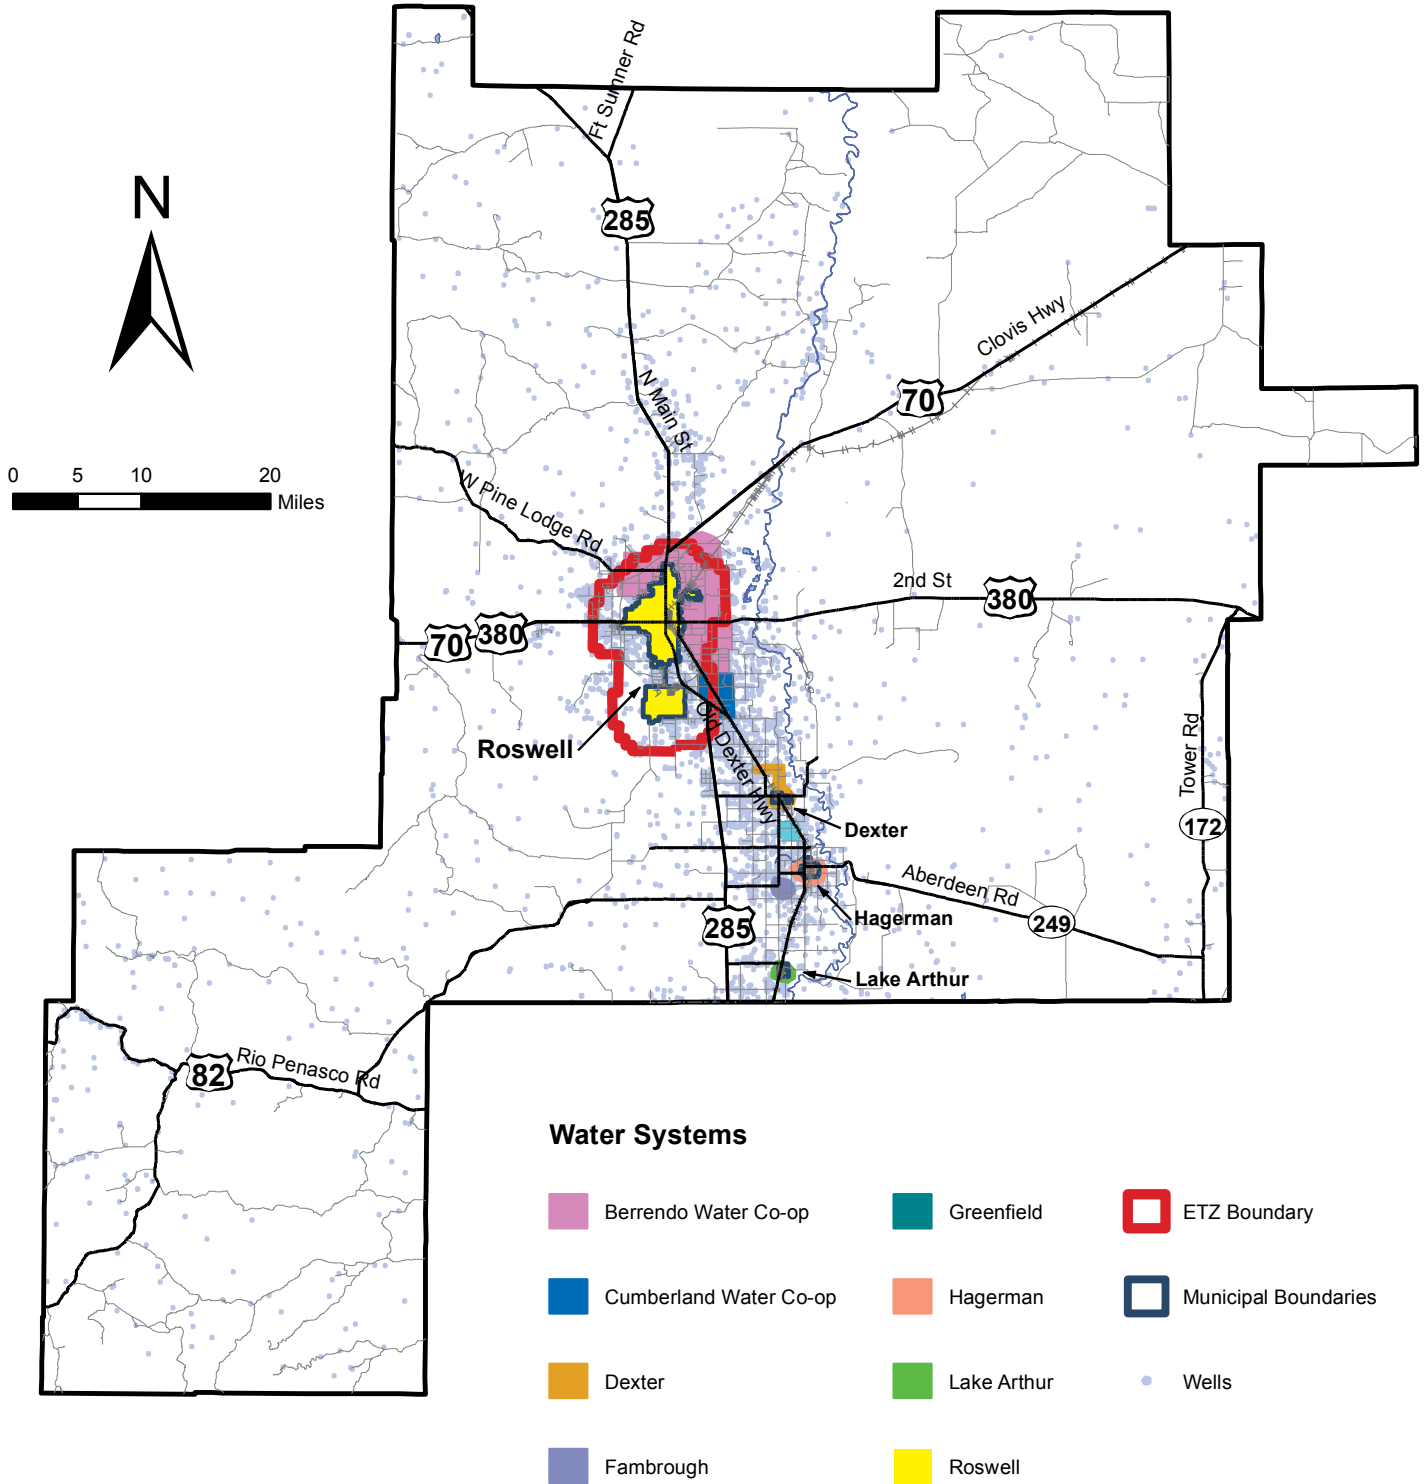 Ft Sumner Rd
N
285
Clovis Hwy
70
N Main St
0 5 10 20
Miles
W Pine Lodge Rd
2nd St
380
70
380
Roswell
Old Dexter Hwy
Tower Rd
172
Dexter
Aberdeen Rd
249
Hagerman
285
Lake Arthur
82
Rio Penasco Rd
Water Systems
Berrendo Water Co-op
Greenfield
ETZ Boundary
Cumberland Water Co-op
Hagerman
Municipal Boundaries
Dexter
Lake Arthur
Wells
Fambrough
Roswell